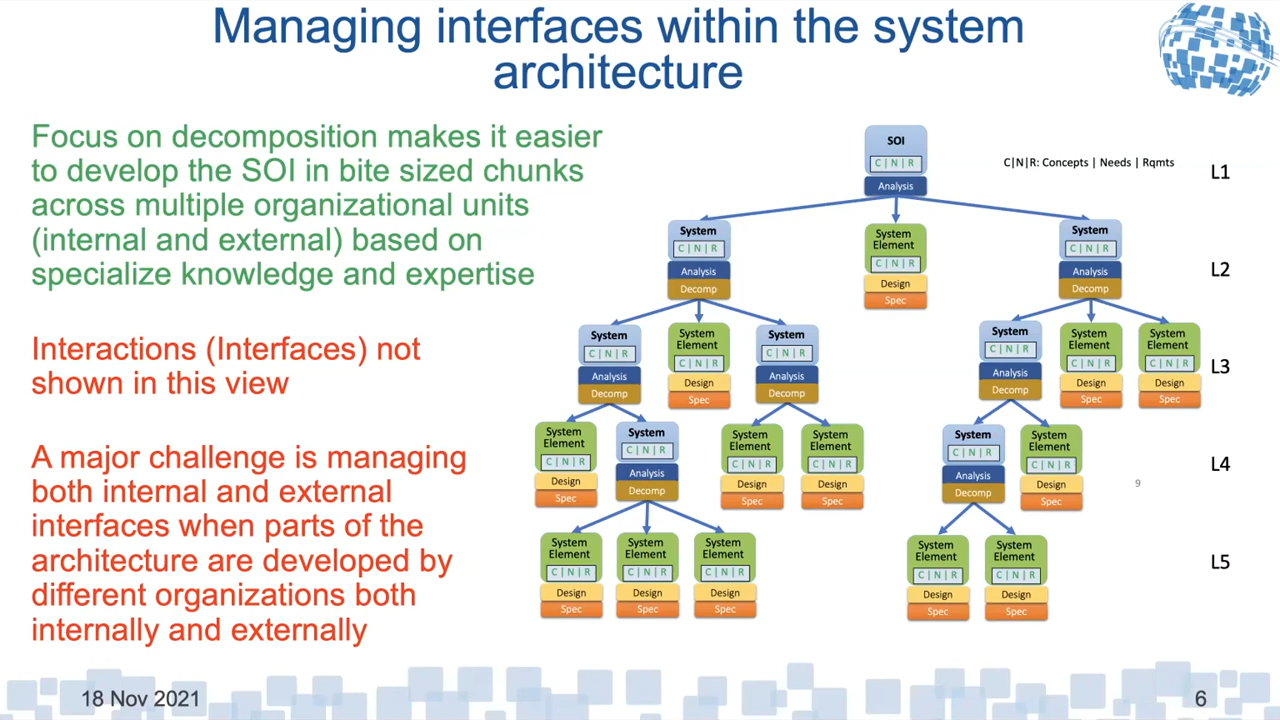 Managing interfaces within the system
architecture
Focus on decomposition makes it easier
to develop the SOI in bite sized chunks
across multiple organizational units
(internal and external) based on
specialize knowledge and expertise
Interactions (Interfaces) not
shown in this view
A major challenge is managing
both internal and external
interfaces when parts of the
architecture are developed by
different organizations both
internally and externally
SOI
C|N|R
Analysis
C|N|R: Concepts | Needs | Rqmts
L1
System
C|N|R
Analysis
Decomp
System
Element
C|N|R
Design
Spec
System
C|N|R
Analysis
Decomp
L2
System
C|N|R
Analysis
Decomp
System
Element
C|N|R
Design
Spec
System
C|N|R
Analysis
Decomp
System
C|N|R
Analysis
Decomp
System
Element
C|N|R
Design
Spec
System
Element
C|N|R
Design
Spec
L3
System
Element
C|N|R
Design
Spec
System
C|N|R
Analysis
Decomp
System
Element
C|N|R
Design
Spec
System
Element
C|N|R
Design
Spec
System
C|N|R
Analysis
Decomp
System
Element
C|N|R
Design
Spec
L4
9
System
Element
C|N|R
Design
Spec
System
Element
C|N|R
Design
Spec
System
Element
C|N|R
Design
Spec
System
Element
C|N|R
Design
Spec
System
Element
C|N|R
Design
Spec
L5
18 Nov 2021
6